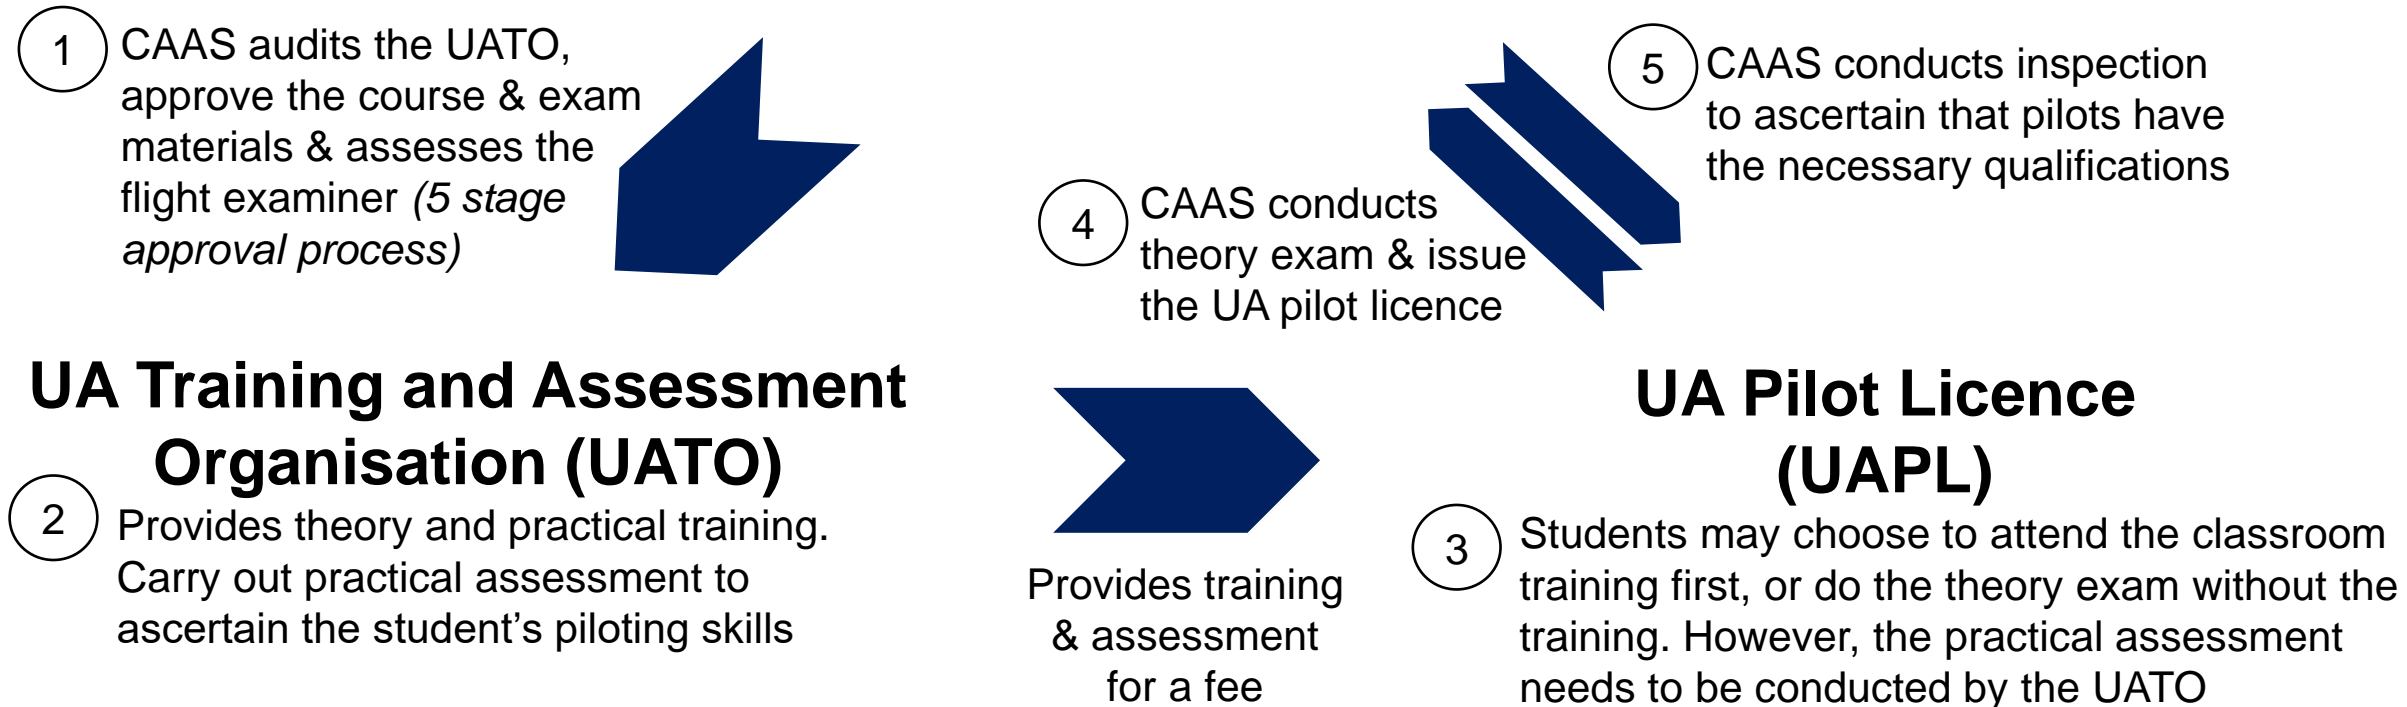 1
CAAS audits the UATO,
approve the course & exam
materials & assesses the
flight examiner (5 stage
approval process)
5
CAAS conducts inspection
to ascertain that pilots have
the necessary qualifications
4
CAAS conducts
theory exam & issue
the UA pilot licence
UA Training and Assessment
Organisation (UATO)
2
Provides theory and practical training.
Carry out practical assessment to
ascertain the student’s piloting skills
Provides training
& assessment
for a fee
UA Pilot Licence
(UAPL)
3
Students may choose to attend the classroom
training first, or do the theory exam without the
training. However, the practical assessment
needs to be conducted by the UATO